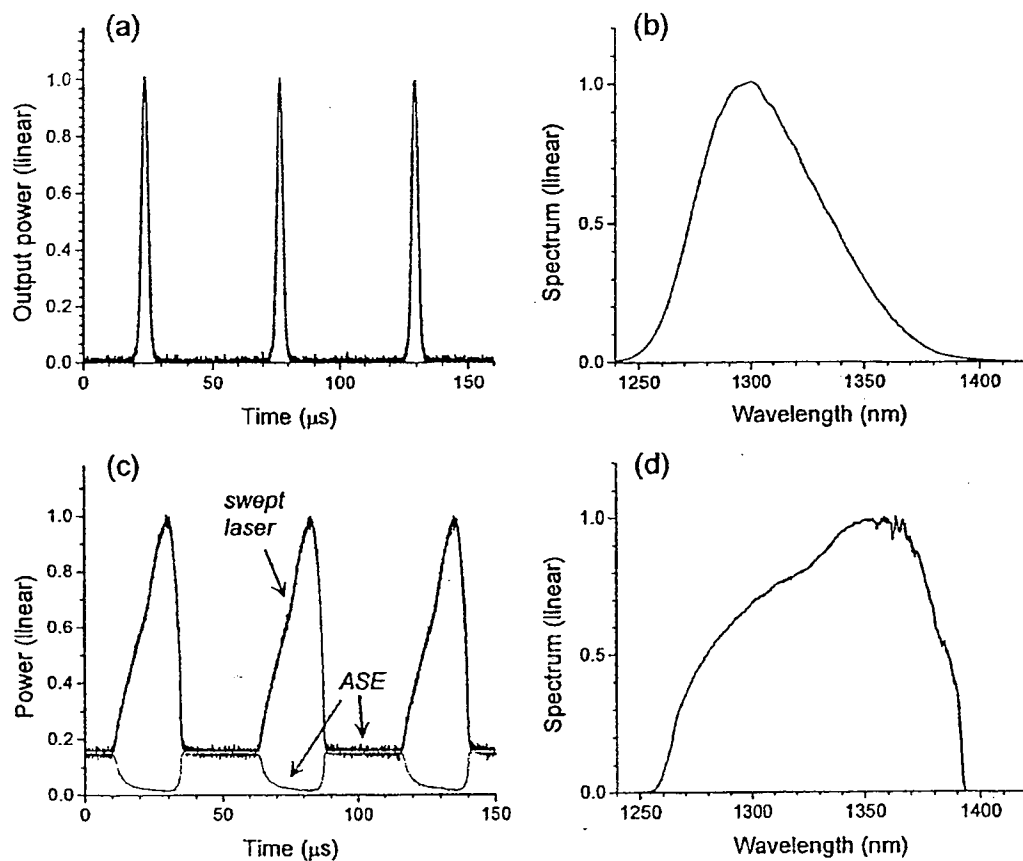 (a)
Output power (linear)
1.0
0.8
0.6
0.4
0.2
0.0
0
50
100
150
Time (μs)
(b)
Spectrum (linear)
1.0
0.5
0.0
1250
1300
1350
1400
Wavelength (nm)
(c)
Power (linear)
1.0
0.8
0.6
0.4
0.2
0.0
swept
laser
ASE
0
50
100
150
Time (μs)
(d)
Spectrum (linear)
1.0
0.5
0.0
1250
1300
1350
1400
Wavelength (nm)